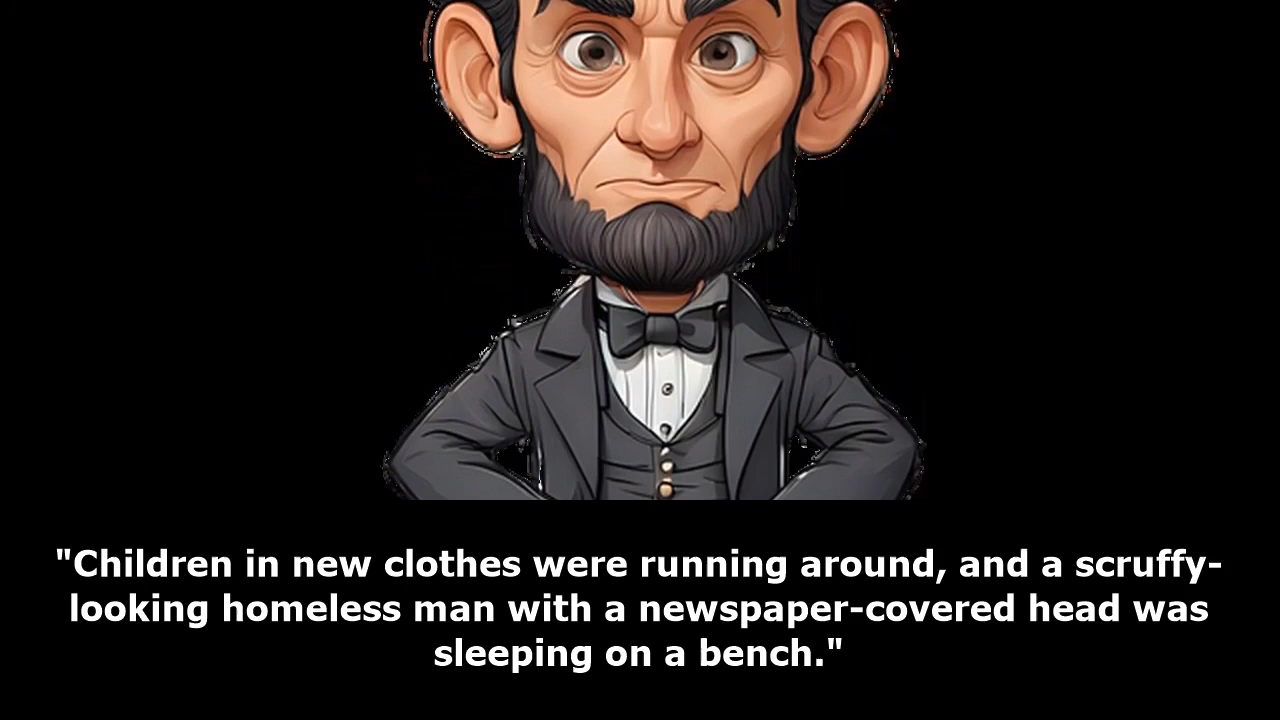 "Children in new clothes were running around, and a scruffy-
looking homeless man with a newspaper-covered head was
sleeping on a bench."